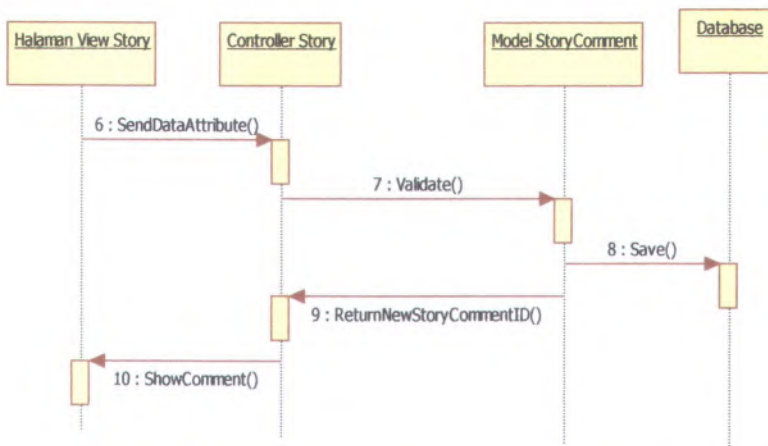 Halaman View Story
Controller Story
Model StoryComment
Database
6 : SendDataAttribute()
7 : Validate()
8 : Save()
9 : ReturnNewStoryCommentID()
10 : ShowComment()